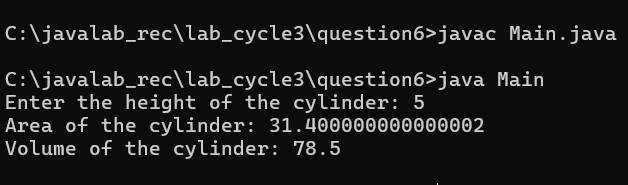 C:\javalab_rec\lab_cycle3\question6>javac Main.java
C:\javalab_rec\lab_cycle3\question6>java Main
Enter the height of the cylinder: 5
Area of the cylinder: 31.400000000000002
Volume of the cylinder: 78.5